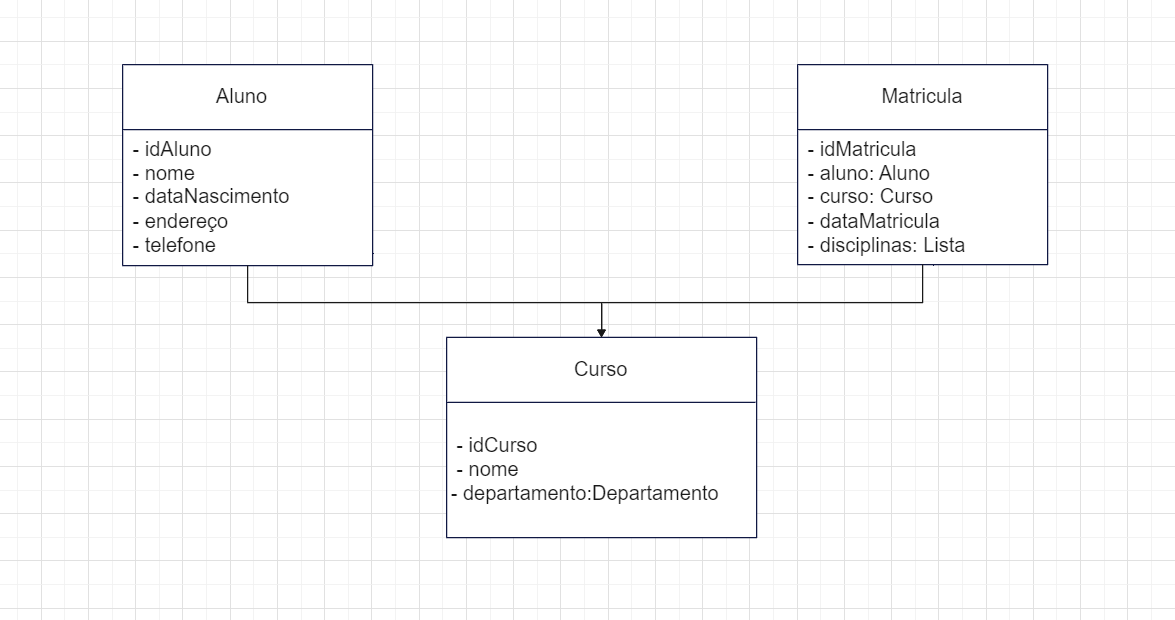 Aluno
- idAluno
- nome
- dataNascimento
- endereço
- telefone
Matricula
- idMatricula
- aluno: Aluno
- curso: Curso
- dataMatricula
- disciplinas: Lista
Curso
- idCurso
- nome
- departamento:Departamento